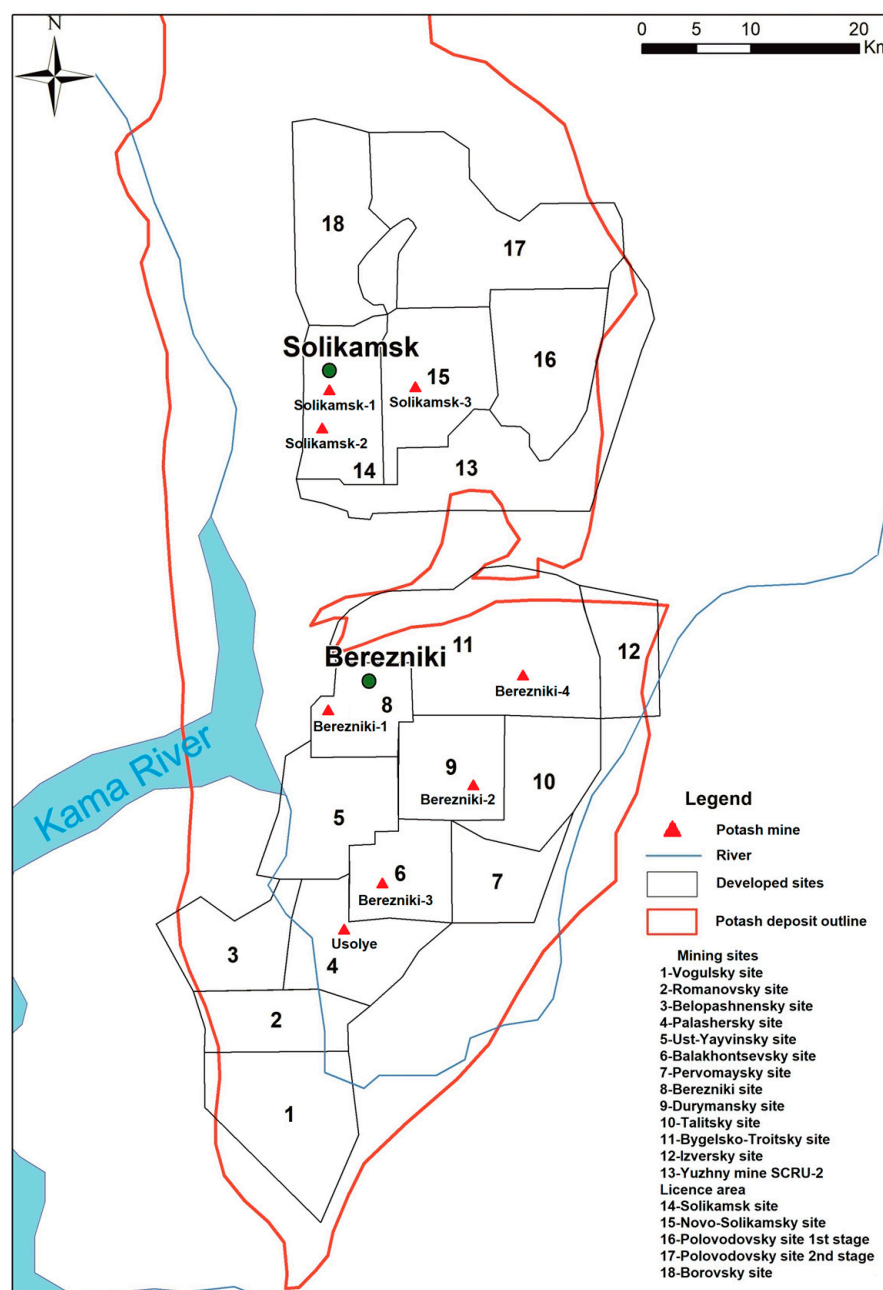 N
0 5 10 20
Km
18
17
Solikamsk
16
15
Solikamsk-1
Solikamsk-3
Solikamsk-2
14
13
11
12
Berezniki
Berezniki-4
8
Berezniki-1
Kama River
9
10
Berezniki-2
5
6
7
Berezniki-3
Usolye
3
4
2
1
Legend
Potash mine
River
Developed sites
Potash deposit outline
Mining sites
1-Vogulsky site
2-Romanovsky site
3-Belopashnensky site
4-Palashersky site
5-Ust-Yayvinsky site
6-Balakhontsevsky site
7-Pervomaysky site
8-Berezniki site
9-Durymansky site
10-Talitsky site
11-Bygelsko-Troitsky site
12-Izversky site
13-Yuzhny mine SCRU-2
Licence area
14-Solikamsk site
15-Novo-Solikamsky site
16-Polovodovsky site 1st stage
17-Polovodovsky site 2nd stage
18-Borovsky site